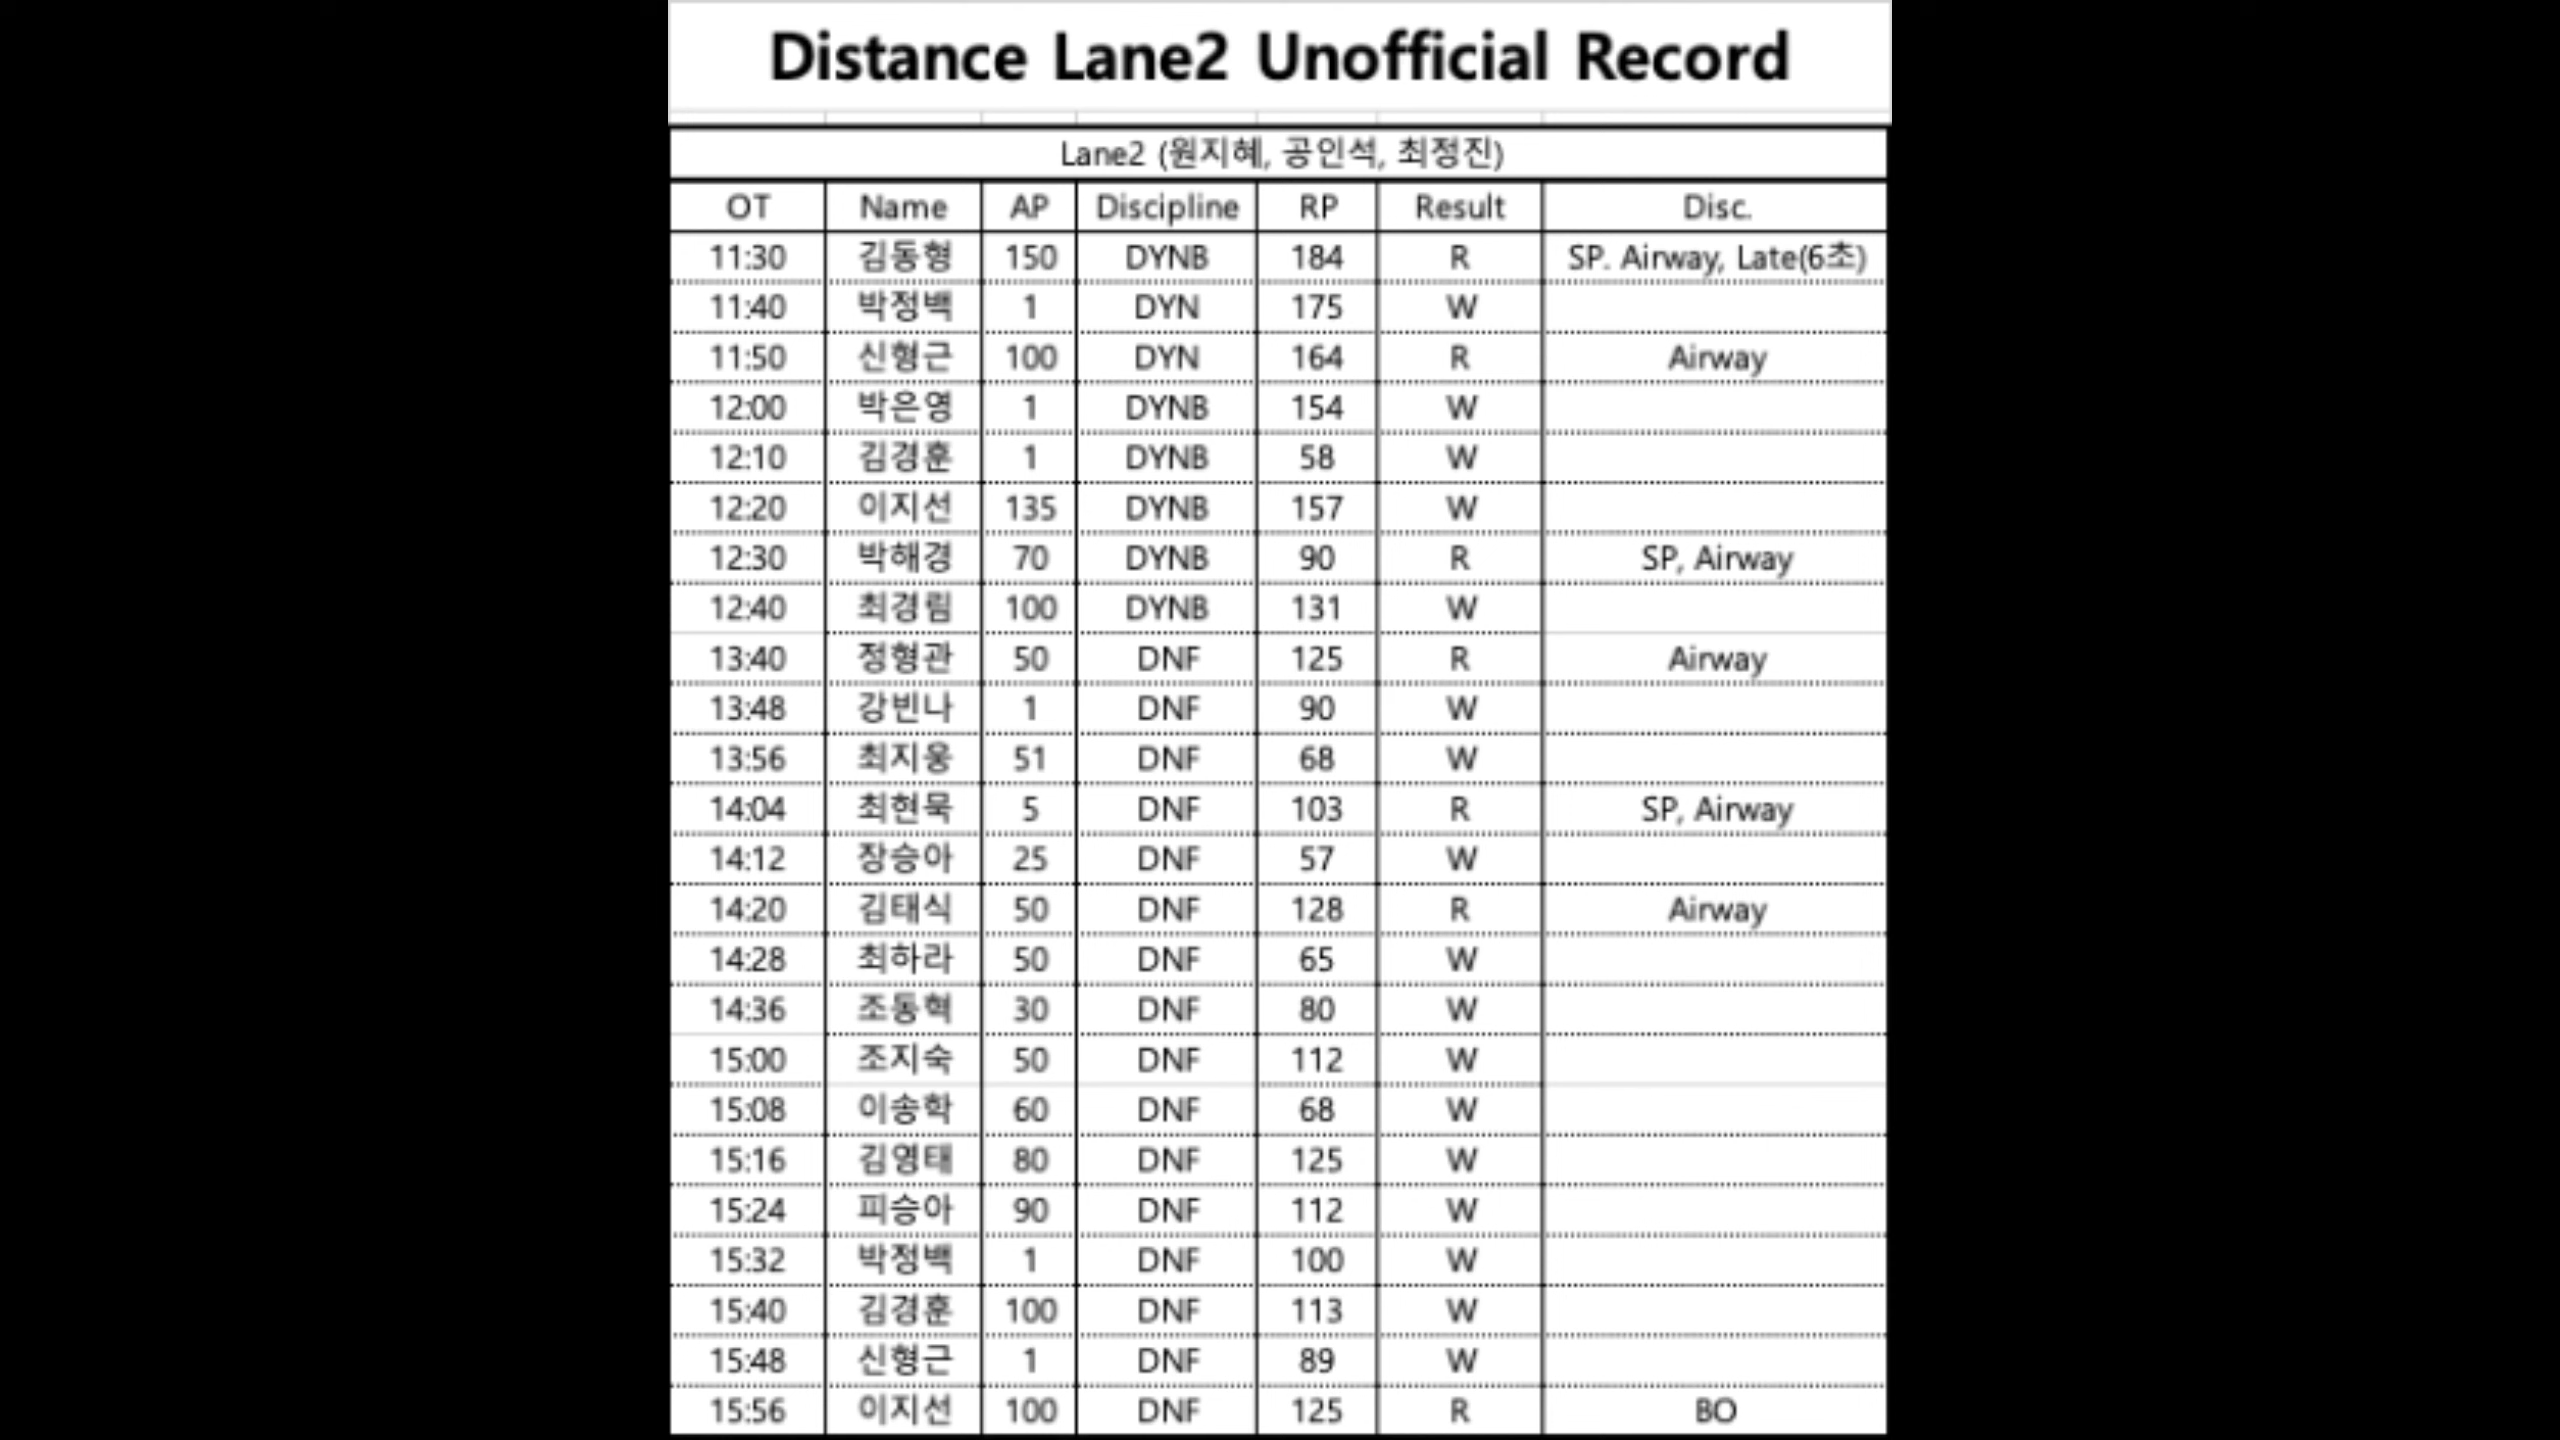 Distance Lane2 Unofficial Record
Lane2 (원지혜, 공인석, 최정진)
OT Name AP Discipline RP Result Disc.
11:30 김동형 150 DYNB 184 R SP. Airway, Late(6초)
11:40 박정백 1 DYN 175 W
11:50 신형근 100 DYN 164 R Airway
12:00 박은영 1 DYNB 154 W
12:10 김경훈 1 DYNB 58 W
12:20 이지선 135 DYNB 157 W
12:30 박해경 70 DYNB 90 R SP, Airway
12:40 최경림 100 DYNB 131 W
13:40 정형관 50 DNF 125 R Airway
13:48 강빈나 1 DNF 90 W
13:56 최지웅 51 DNF 68 W
14:04 최현묵 5 DNF 103 R SP, Airway
14:12 장승아 25 DNF 57 W
14:20 김태식 50 DNF 128 R Airway
14:28 최하라 50 DNF 65 W
14:36 조동혁 30 DNF 80 W
15:00 조지숙 50 DNF 112 W
15:08 이송학 60 DNF 68 W
15:16 김영태 80 DNF 125 W
15:24 피승아 90 DNF 112 W
15:32 박정백 1 DNF 100 W
15:40 김경훈 100 DNF 113 W
15:48 신형근 1 DNF 89 W
15:56 이지선 100 DNF 125 R BO